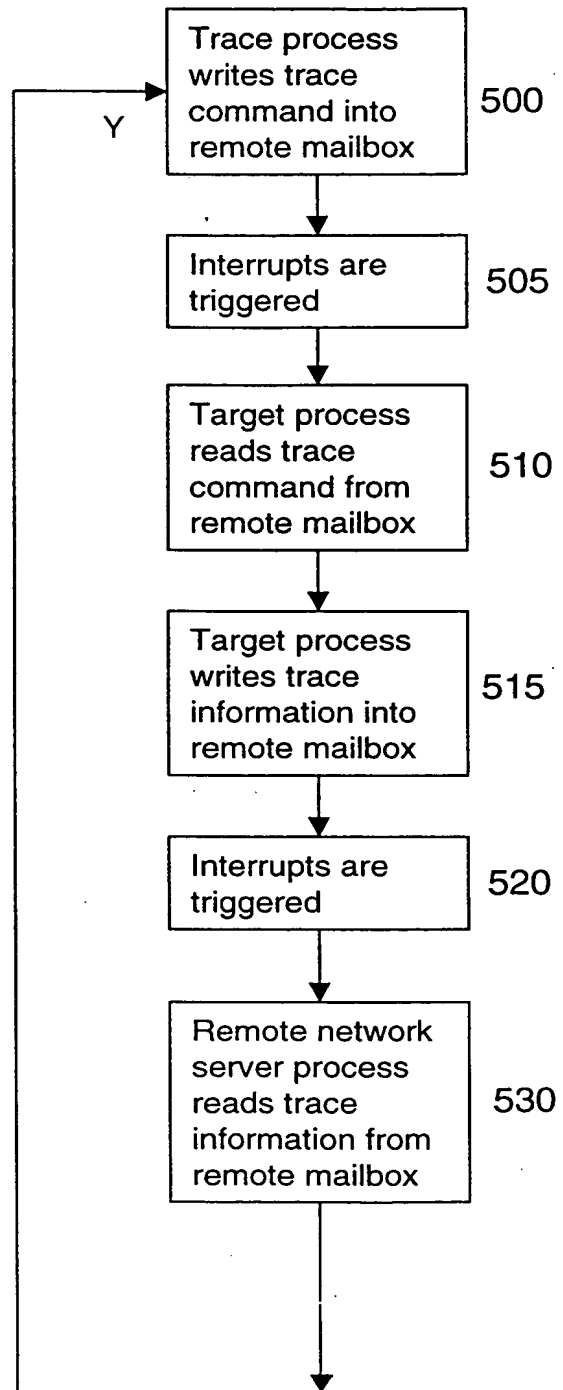 Trace process
writes trace
command into
remote mailbox
500
Y
Interrupts are
triggered
505
Target process
reads trace
command from
remote mailbox
510
Target process
writes trace
information into
remote mailbox
515
Interrupts are
triggered
520
Remote network
server process
reads trace
information from
remote mailbox
530